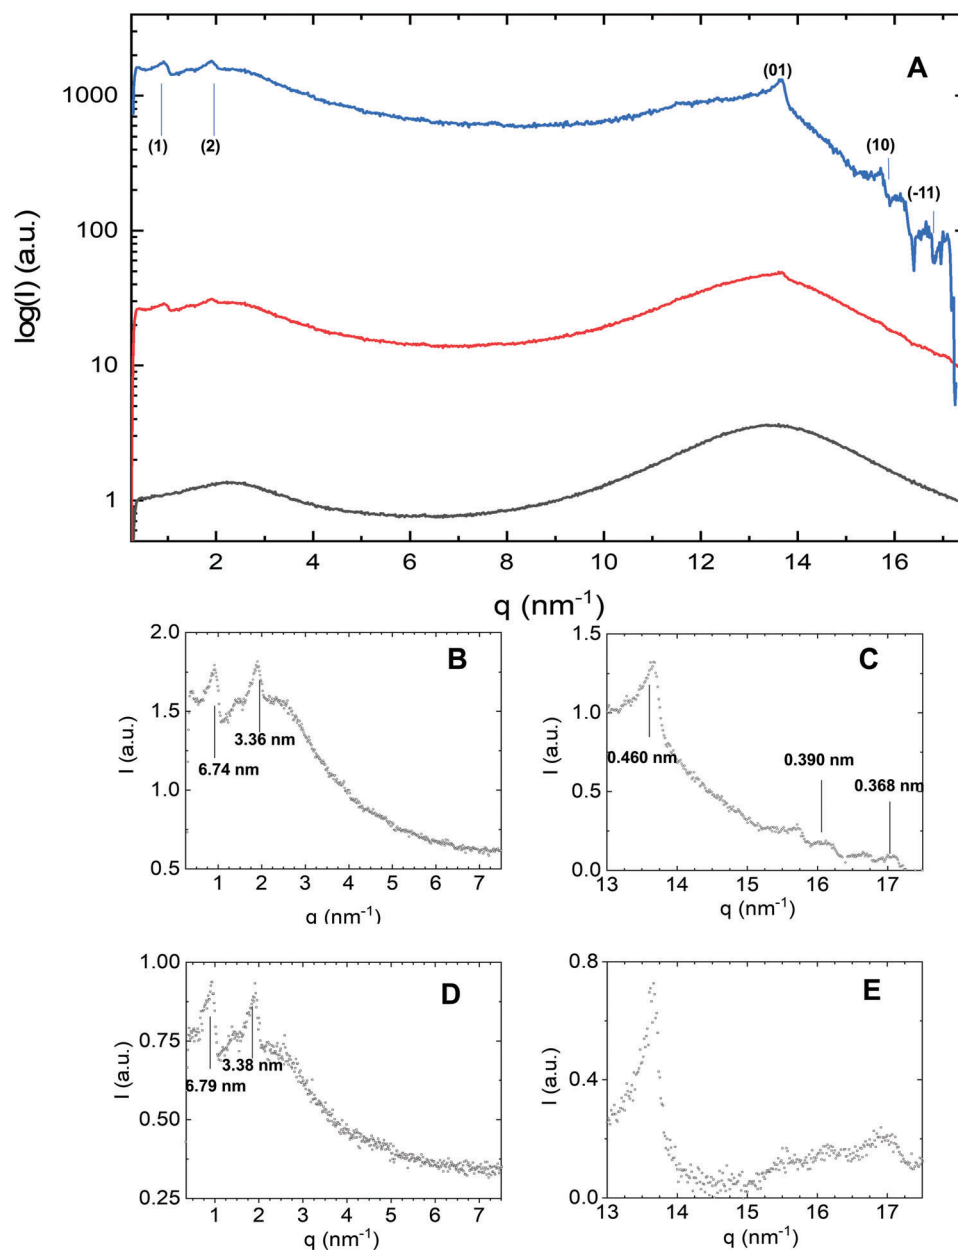 A
(01)
1000
(1)
(2)
(10)
(-11)
100
log(I) (a.u.)
10
1
2
4
6
8
10
12
14
16
q (nm⁻¹)
2.0
B
1.5
3.36 nm
6.74 nm
I (a.u.)
1.0
0.5
1
2
3
4
5
6
7
q (nm⁻¹)
1.5
C
1.0
0.460 nm
0.390 nm
0.368 nm
I (a.u.)
0.5
0.0
13
14
15
16
17
q (nm⁻¹)
1.00
D
0.75
3.38 nm
6.79 nm
I (a.u.)
0.50
0.25
1
2
3
4
5
6
7
q (nm⁻¹)
0.8
E
I (a.u.)
0.4
0.0
13
14
15
16
17
q (nm⁻¹)